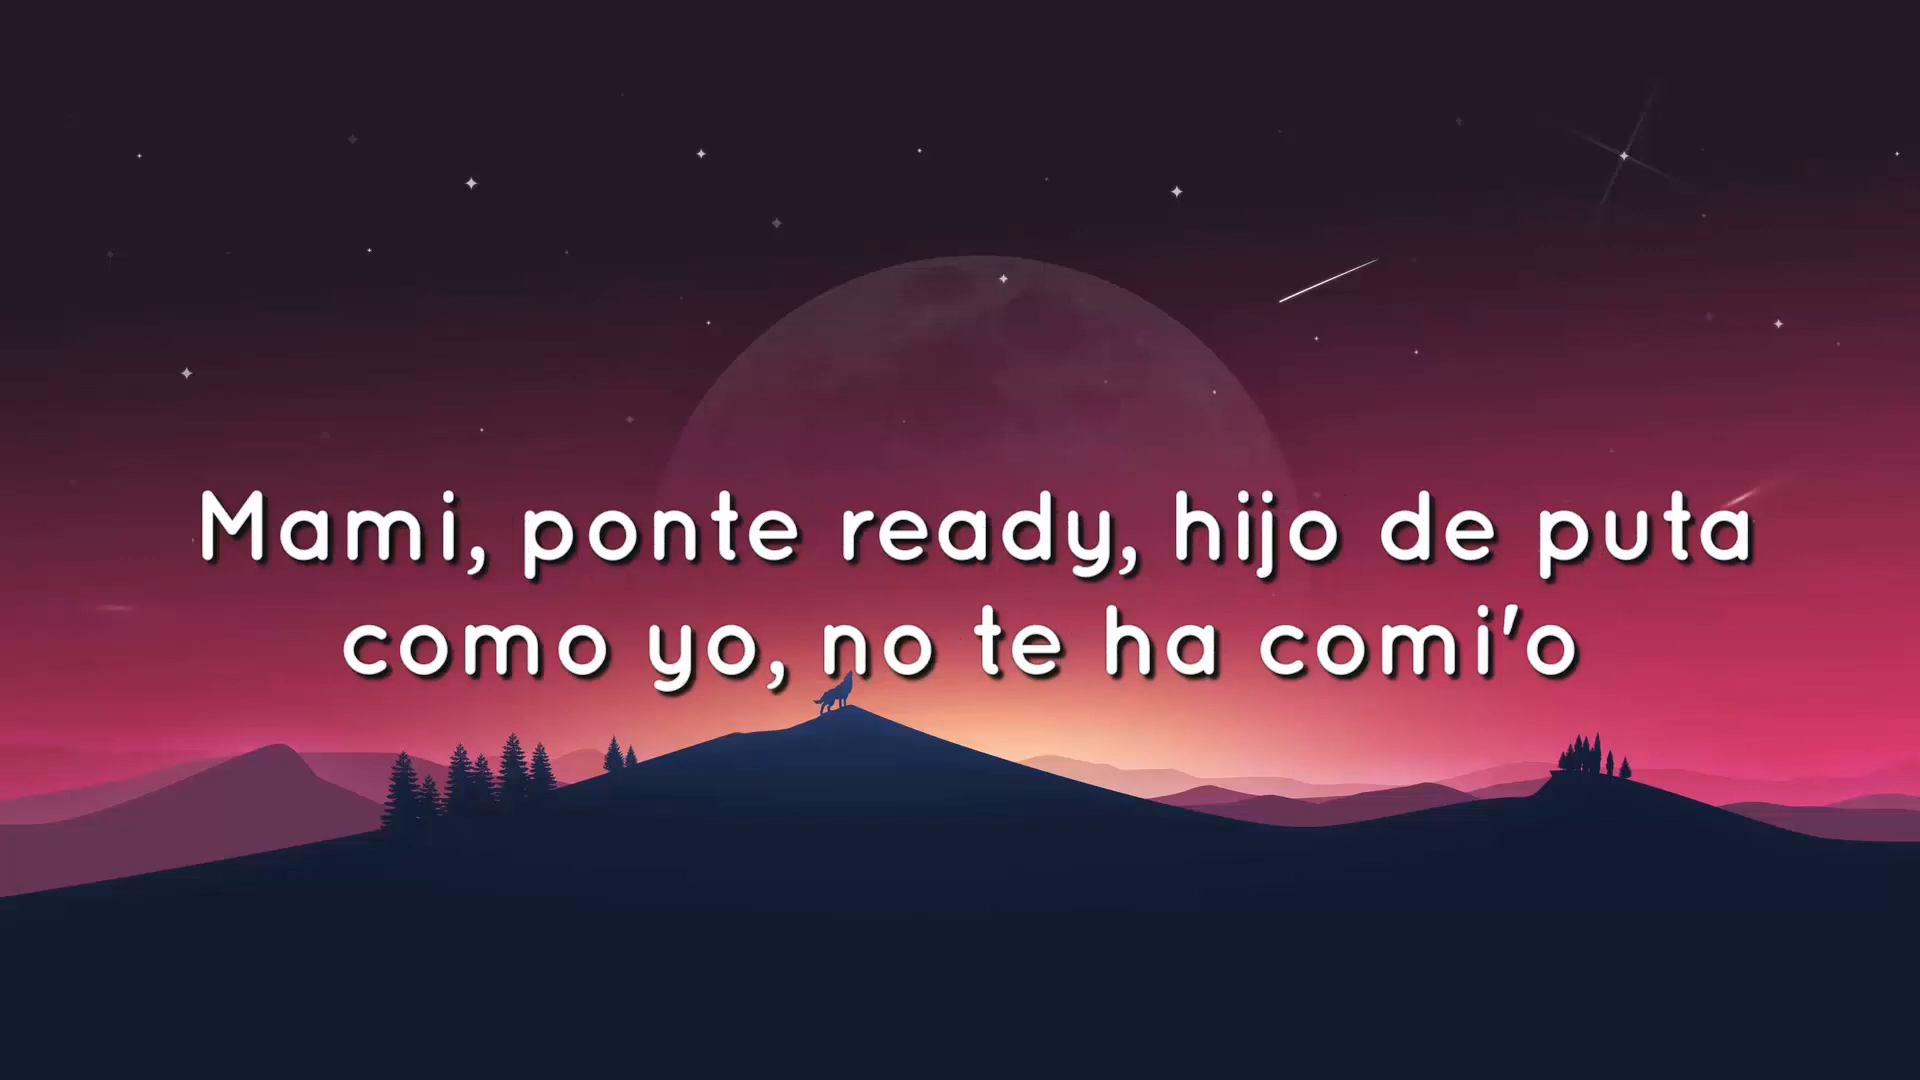 Mami, ponte ready, hijo de puta
como yo, no te ha comi'o